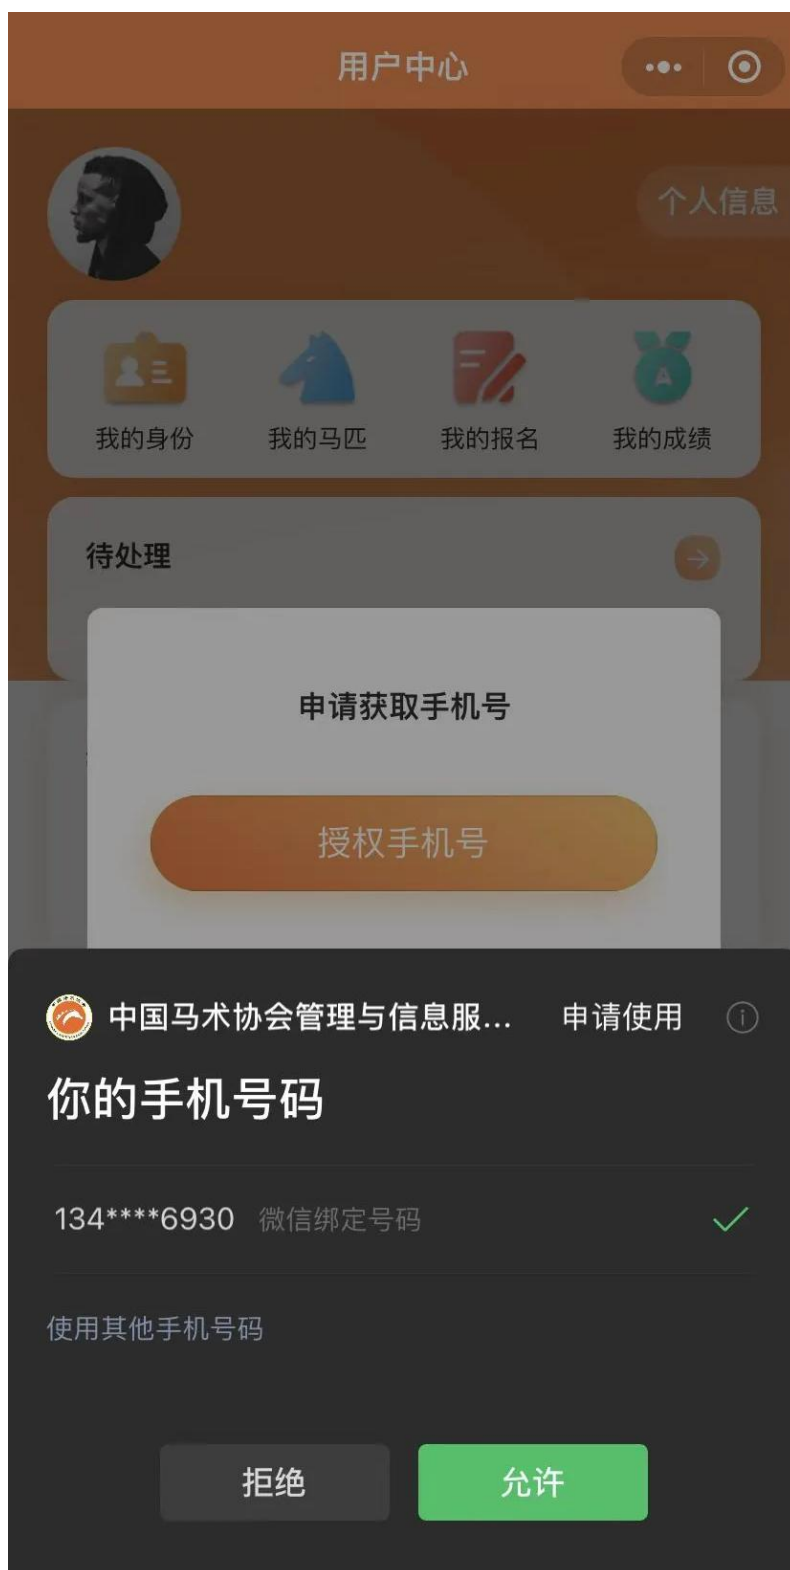 用户中心
个人信息
我的身份 我的马匹 我的报名 我的成绩
待处理
申请获取手机号
授权手机号
中国马术协会管理与信息服... 申请使用
你的手机号码
134****6930 微信绑定号码
使用其他手机号码
拒绝 允许